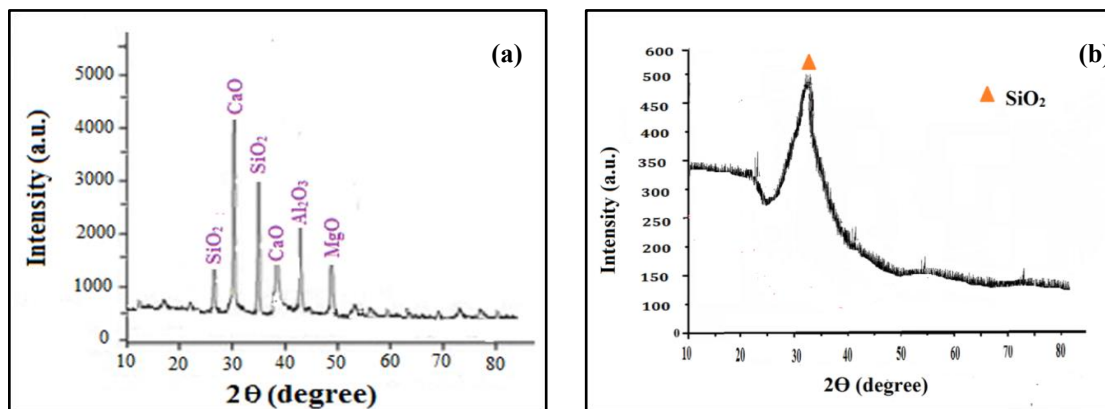 (a)
5000
4000
3000
2000
1000
0
Intensity (a.u.)
SiO₂
CaO
SiO₂
CaO
Al₂O₃
MgO
10 20 30 40 50 60 70 80
2Ɵ (degree)
(b)
600
500
450
400
350
300
250
200
150
100
0
Intensity (a.u.)
SiO₂
10 20 30 40 50 60 70 80
2Ɵ (degree)